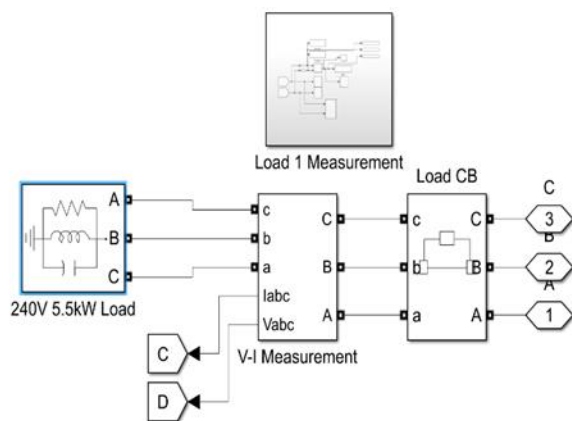 Load 1 Measurement
Load CB
A
B
C
240V 5.5kW Load
c
b
a
Iabc
Vabc
C
B
A
V-I Measurement
c
b
a
C
B
A
C
3
B
2
A
1
C
D